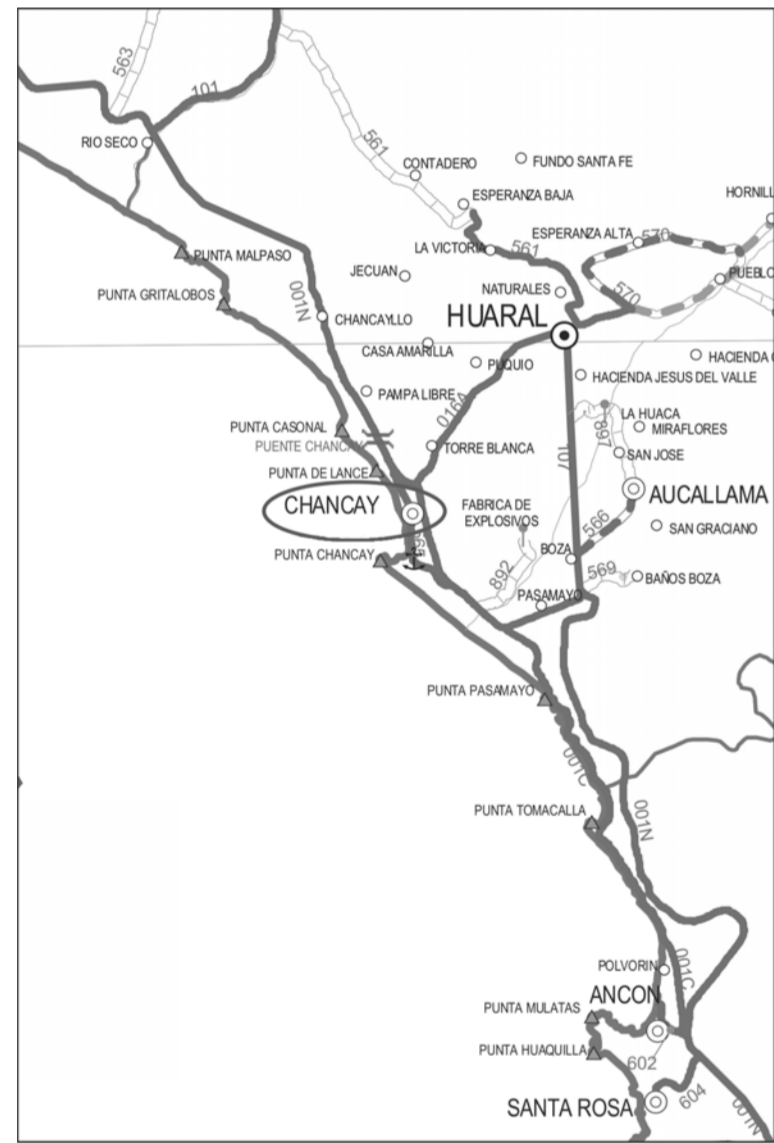 563
101
RIO SECO
561
CONTADERO
FUNDO SANTA FE
ESPERANZA BAJA
HORNILL
ESPERANZA ALTA
570
LA VICTORIA
561
PUNTA MALPASO
JECUAN
PUEBLO
NATURALES
570
PUNTA GRITALOBOS
001N
CHANCAYLLO
HUARAL
CASA AMARILLA
PUQUIO
HACIENDA
HACIENDA JESUS DEL VALLE
PAMPA LIBRE
016A
LA HUACA
PUNTA CASONAL
MIRAFLORES
897
PUENTE CHANCAY
TORRE BLANCA
107
SAN JOSE
PUNTA DE LANCE
CHANCAY
FABRICA DE
EXPLOSIVOS
AUCALLAMA
566
SAN GRACIANO
PUNTA CHANCAY
BOZA
892
569
BAÑOS BOZA
PASAMAYO
PUNTA PASAMAYO
001C
PUNTA TOMACALLA
001N
POLVORIN
001C
ANCON
PUNTA MULATAS
PUNTA HUAQUILLA
602
SANTA ROSA
604
001N